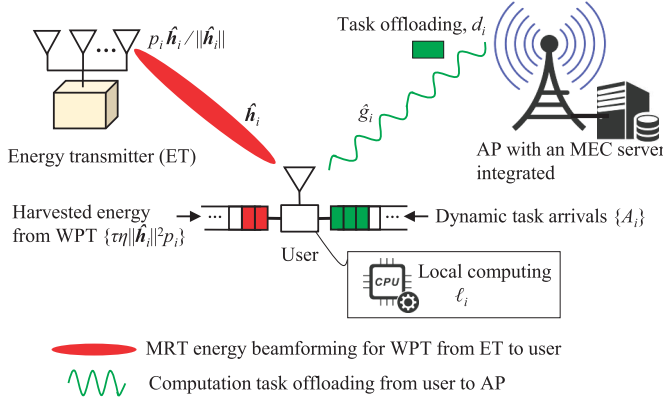 Task offloading, d_i
p_i ĥ_i / ||ĥ_i||
ĥ_i
ĝ_i
Energy transmitter (ET)
AP with an MEC server
integrated
Harvested energy
from WPT {τη||ĥ_i||²p_i}
...
...
...
Dynamic task arrivals {A_i}
User
CPU
Local computing
ℓ_i
MRT energy beamforming for WPT from ET to user
Computation task offloading from user to AP